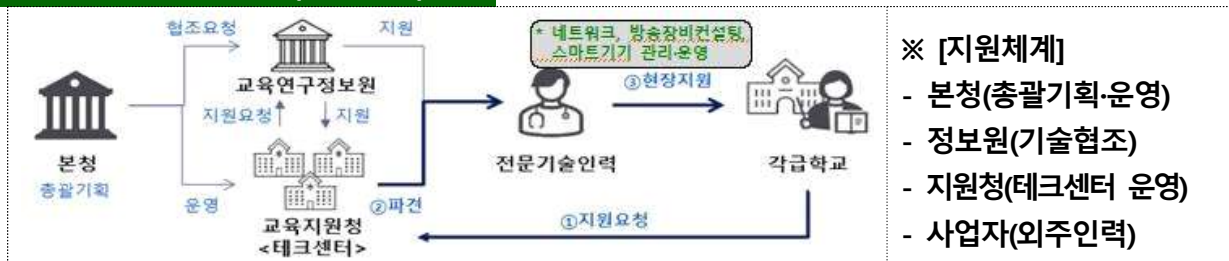 협조요청
지원
* 네트워크, 방송장비컨설팅,
스마트기기 관리·운영
교육연구정보원
③현장지원
지원요청
지원
본청
총괄기획
전문기술인력
각급학교
운영
②파견
①지원요청
교육지원청
<테크센터>
※ [지원체계]
- 본청(총괄기획·운영)
- 정보원(기술협조)
- 지원청(테크센터 운영)
- 사업자(외주인력)